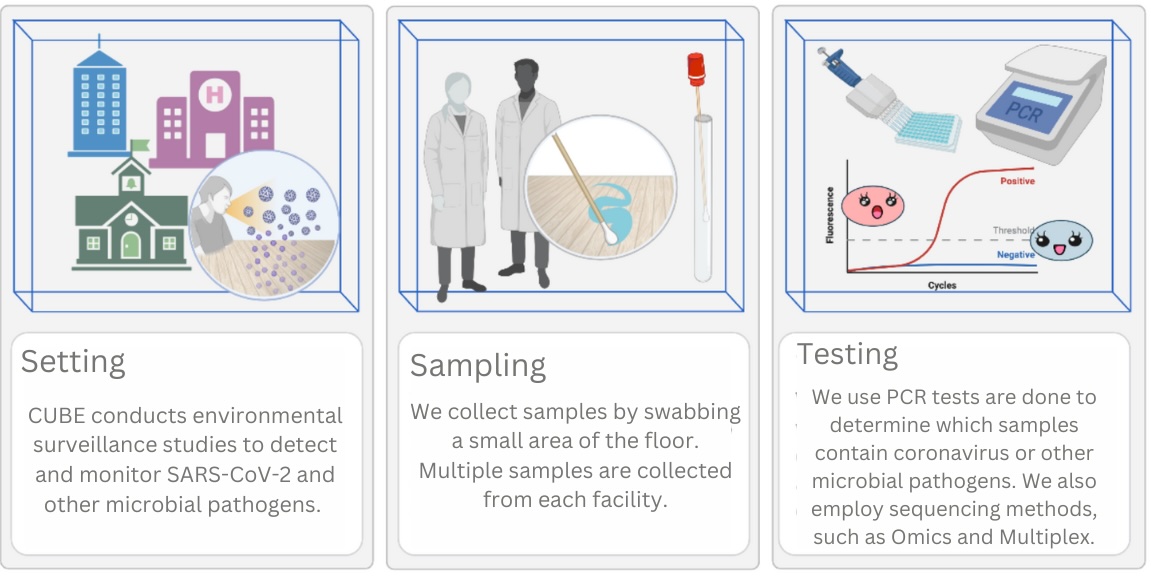 H
Setting
CUBE conducts environmental
surveillance studies to detect
and monitor SARS-CoV-2 and
other microbial pathogens.
Sampling
We collect samples by swabbing
a small area of the floor.
Multiple samples are collected
from each facility.
PCR
Fluorescence
Positive
Threshold
Negative
Cycles
Testing
We use PCR tests are done to
determine which samples
contain coronavirus or other
microbial pathogens. We also
employ sequencing methods,
such as Omics and Multiplex.